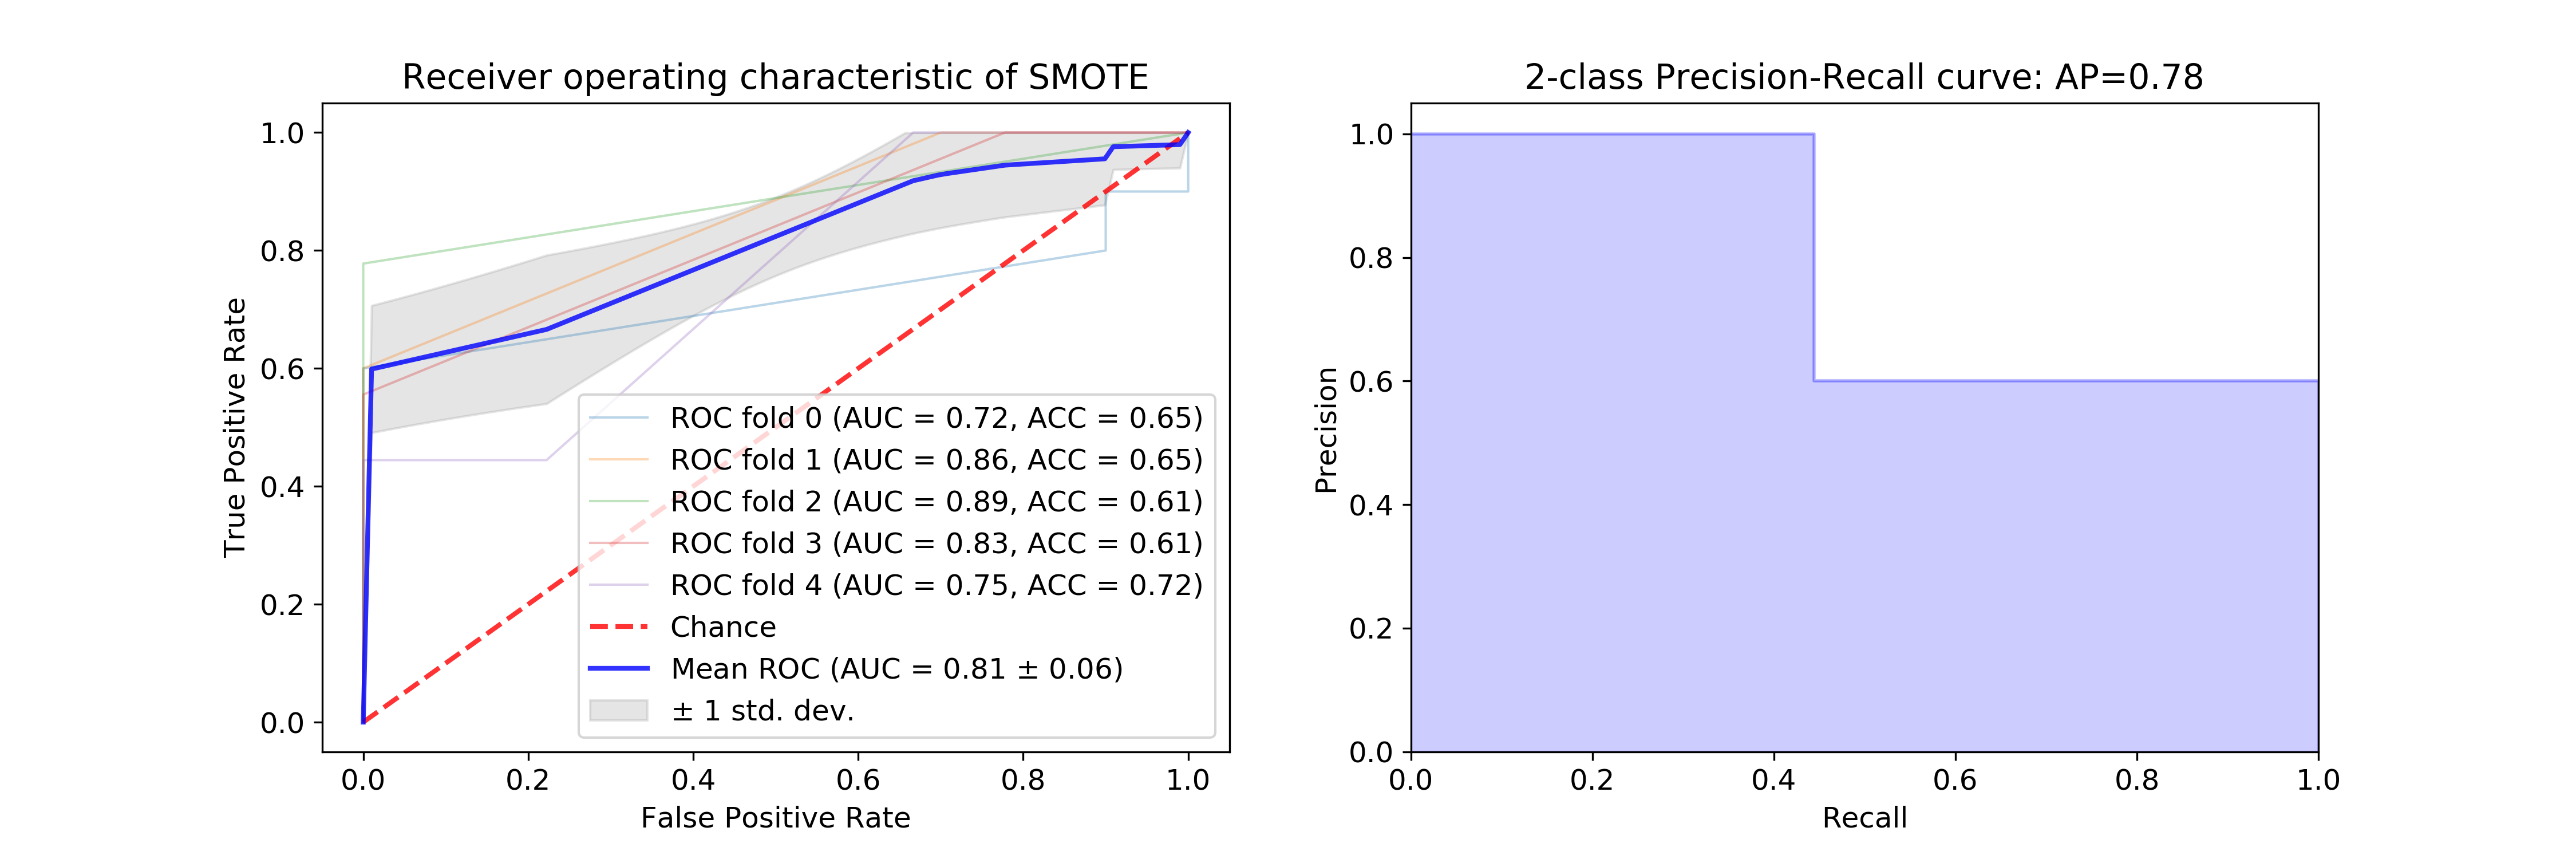 Receiver operating characteristic of SMOTE
1.0
0.8
0.6
0.4
0.2
0.0
True Positive Rate
ROC fold 0 (AUC = 0.72, ACC = 0.65)
ROC fold 1 (AUC = 0.86, ACC = 0.65)
ROC fold 2 (AUC = 0.89, ACC = 0.61)
ROC fold 3 (AUC = 0.83, ACC = 0.61)
ROC fold 4 (AUC = 0.75, ACC = 0.72)
Chance
Mean ROC (AUC = 0.81 ± 0.06)
± 1 std. dev.
0.0 0.2 0.4 0.6 0.8 1.0
False Positive Rate
2-class Precision-Recall curve: AP=0.78
1.0
0.8
0.6
0.4
0.2
0.0
Precision
0.0 0.2 0.4 0.6 0.8 1.0
Recall